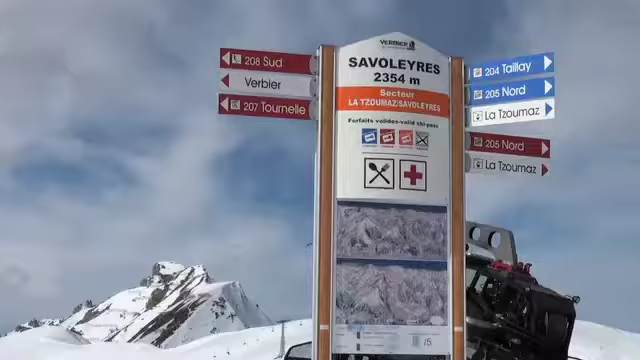 VERBIER
SAVOLEYRES
2354 m
Secteur
LA TZOUMAZ/SAVOLEYRES
Forfaits valides-valid ski-pass
208 Sud
Verbier
207 Tournelle
204 Taillay
205 Nord
La Tzoumaz
205 Nord
La Tzoumaz